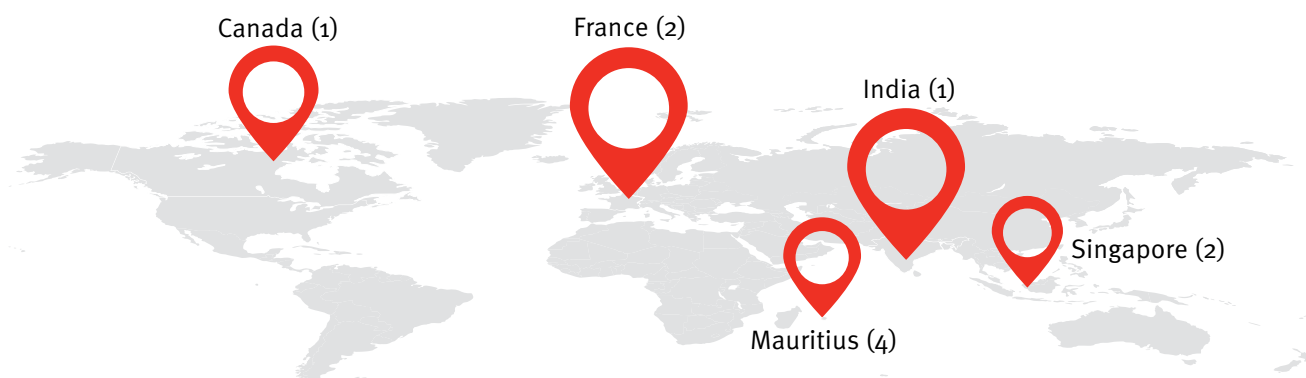 Canada (1)
France (2)
India (1)
Singapore (2)
Mauritius (4)